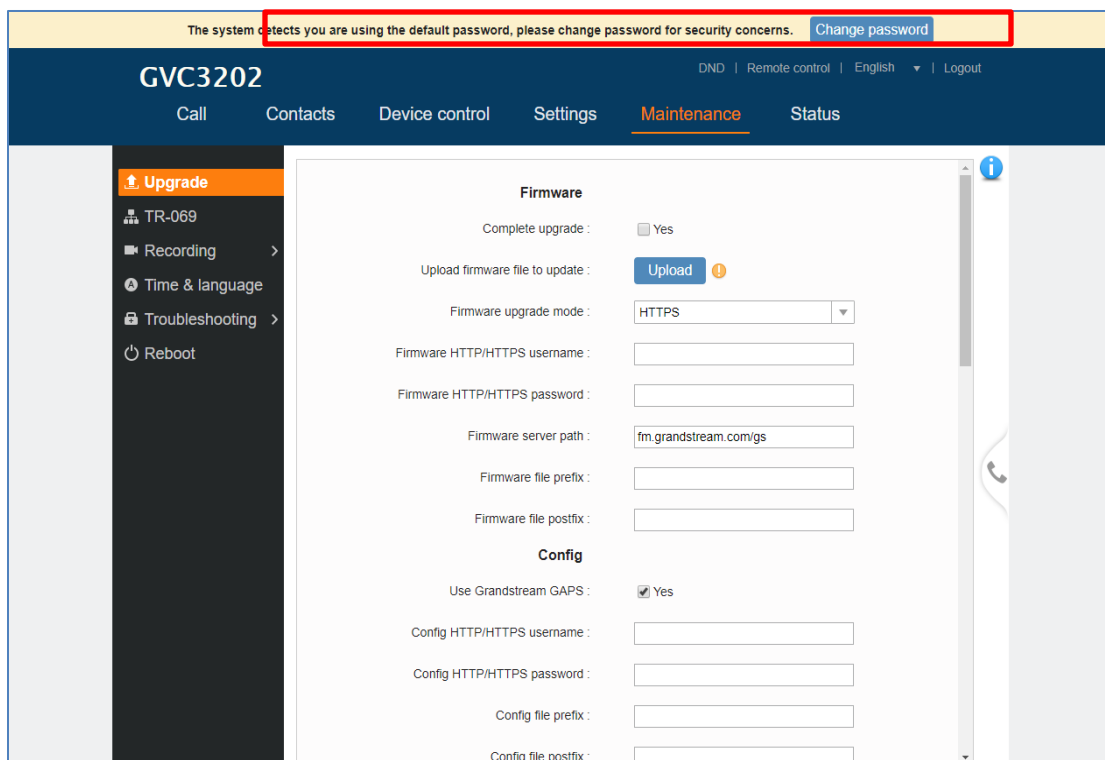 The system detects you are using the default password, please change password for security concerns. Change password
GVC3202
DND | Remote control | English | Logout
Call Contacts Device control Settings Maintenance Status
Upgrade
TR-069
Recording
Time & language
Troubleshooting
Reboot
Firmware
Complete upgrade : Yes
Upload firmware file to update : Upload
Firmware upgrade mode : HTTPS
Firmware HTTP/HTTPS username :
Firmware HTTP/HTTPS password :
Firmware server path : fm.grandstream.com/gs
Firmware file prefix :
Firmware file postfix :
Config
Use Grandstream GAPS : Yes
Config HTTP/HTTPS username :
Config HTTP/HTTPS password :
Config file prefix :
Config file postfix :